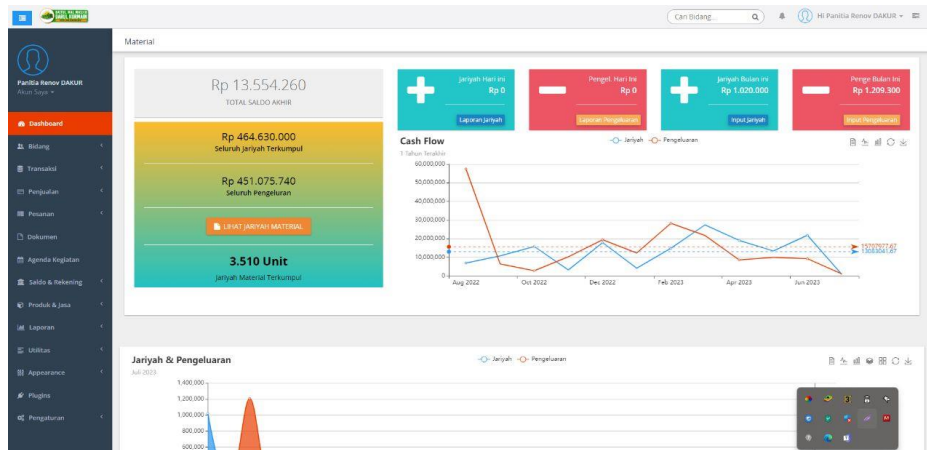 Cari Bidang...
Hi Panitia Renov DAKUR
Material
Panitia Renov DAKUR
Akun Saya
Dashboard
Bidang
Transaksi
Penjualan
Pesanan
Dokumen
Agenda Kegiatan
Saldo & Rekening
Produk & Jasa
Laporan
Utilitas
Appearance
Plugins
Pengaturan
Rp 13.554.260
TOTAL SALDO AKHIR
Rp 464.630.000
Seluruh Jariyah Terkumpul
Rp 451.075.740
Seluruh Pengeluran
LIHAT JARIYAH MATERIAL
3.510 Unit
Jariyah Material Terkumpul
Jariyah Hari ini
Rp 0
Laporan Jariyah
Pengel. Hari Ini
Rp 0
Laporan Pengeluaran
Jariyah Bulan ini
Rp 1.020.000
Input Jariyah
Penge Bulan Ini
Rp 1.209.300
Input Pengeluaran
Cash Flow
1 Tahun Terakhir
Jariyah
Pengeluaran
60,000,000
50,000,000
40,000,000
30,000,000
20,000,000
10,000,000
0
Aug 2022
Oct 2022
Dec 2022
Feb 2023
Apr 2023
Jun 2023
Jariyah & Pengeluaran
Juli 2023
Jariyah
Pengeluaran
1,400,000
1,200,000
1,000,000
800,000
600,000